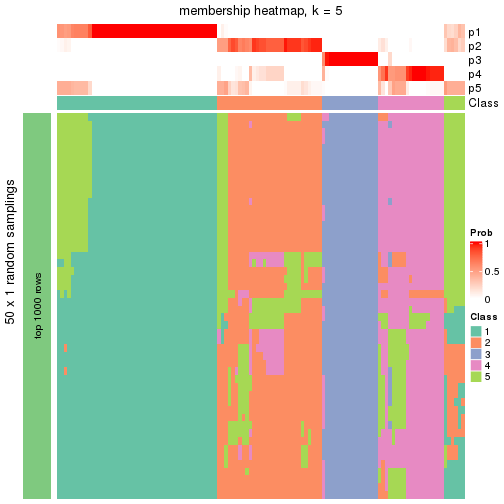 membership heatmap, k = 5
p1
p2
p3
p4
p5
Class
50 x 1 random samplings
top 1000 rows
Prob
1
0.5
0
Class
1
2
3
4
5